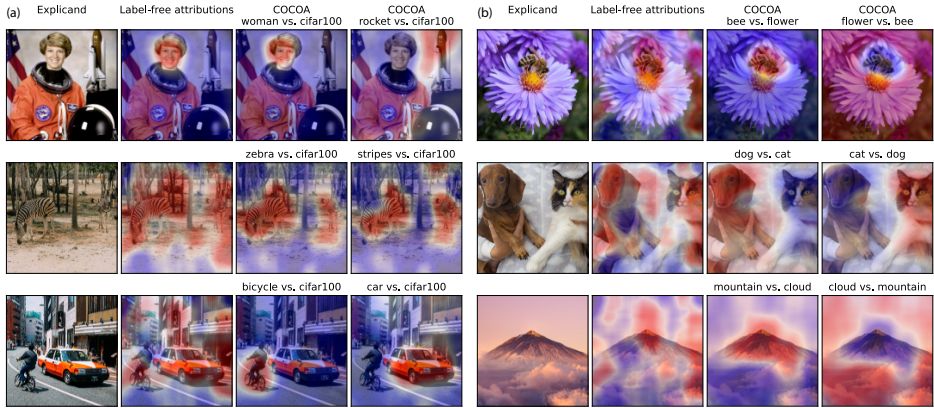 (a) Explicand Label-free attributions COCOA woman vs. cifar100 COCOA rocket vs. cifar100
zebra vs. cifar100 stripes vs. cifar100
bicycle vs. cifar100 car vs. cifar100
(b) Explicand Label-free attributions COCOA bee vs. flower COCOA flower vs. bee
dog vs. cat cat vs. dog
mountain vs. cloud cloud vs. mountain